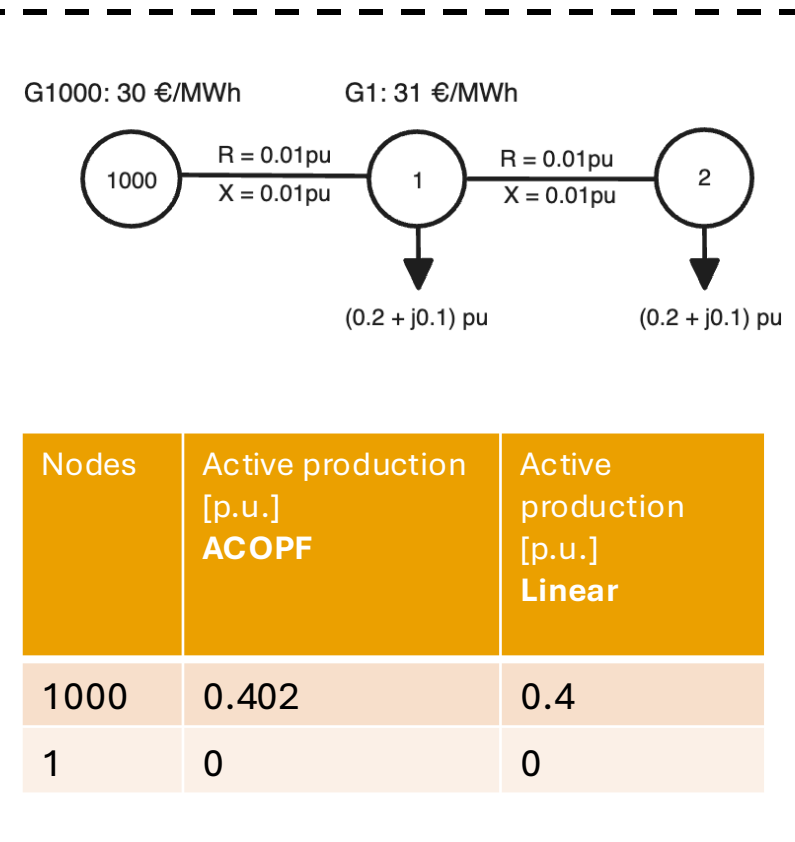 G1000: 30 €/MWh
G1: 31 €/MWh
1000
R = 0.01pu
X = 0.01pu
1
R = 0.01pu
X = 0.01pu
2
(0.2 + j0.1) pu
(0.2 + j0.1) pu
Nodes
Active production
[p.u.]
ACOPF
Active
production
[p.u.]
Linear
1000
0.402
0.4
1
0
0